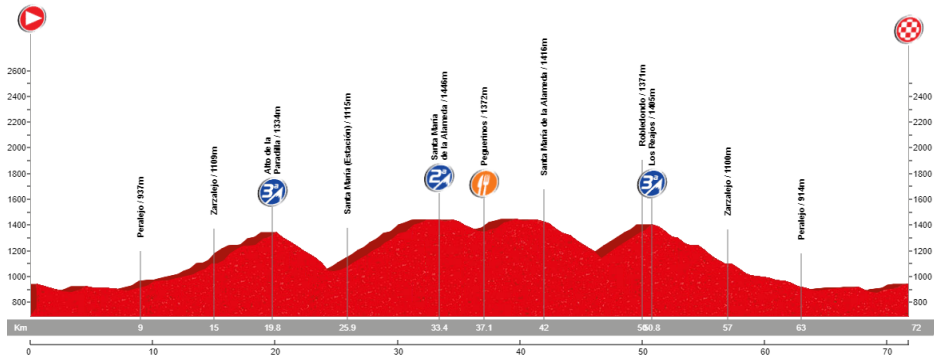 Peralejo / 937m
Zarzalejo / 1109m
Alto de la
Paradilla / 1334m
3ª
Santa María (Estación) / 1115m
Santa María
de la Alameda / 1446m
2ª
Peguerinos / 1372m
Santa María de la Alameda / 1416m
Robledondo / 1371m
Los Reajos / 1405m
3ª
Zarzalejo / 1100m
Peralejo / 914m
2600 2400
2400 2200
2200 2000
2000 1800
1800 1600
1600 1400
1400 1200
1200 1000
1000 800
800
Km 9 15 19.8 25.9 33.4 37.1 42 50.8 57 63 72
0 10 20 30 40 50 60 70